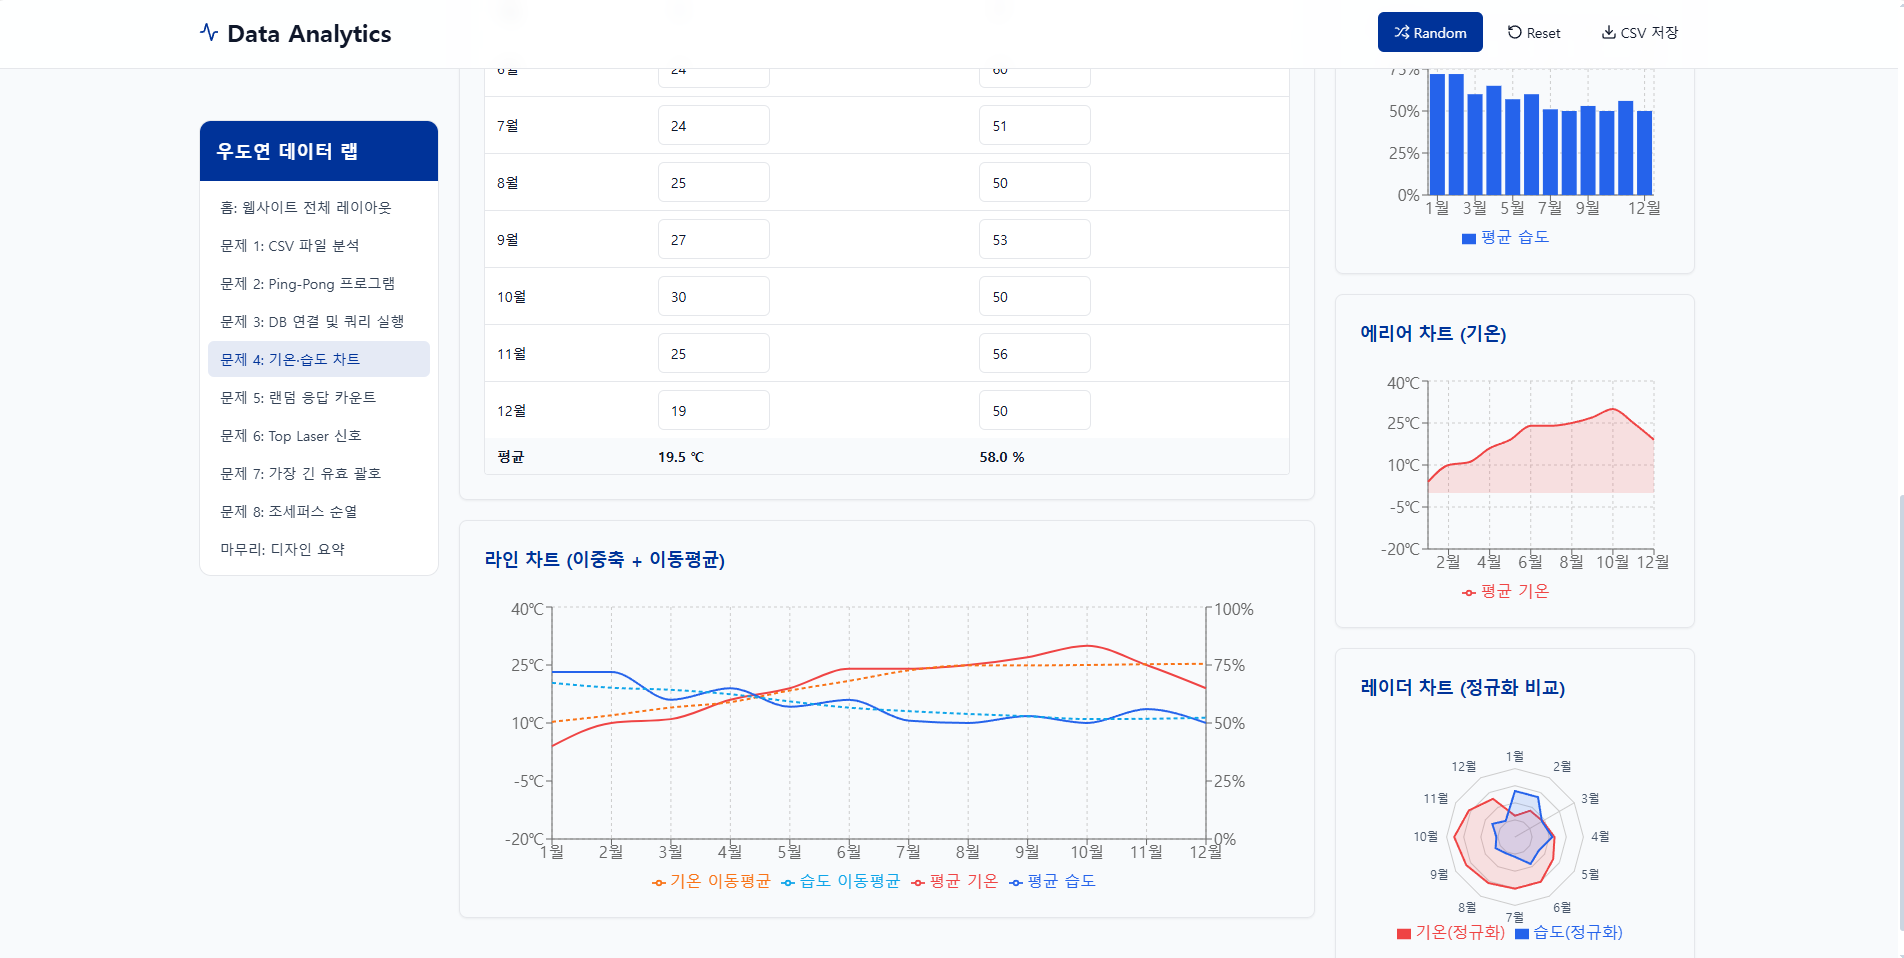 Data Analytics
Random
Reset
CSV 저장
우도연 데이터 랩
홈: 웹사이트 전체 레이아웃
문제 1: CSV 파일 분석
문제 2: Ping-Pong 프로그램
문제 3: DB 연결 및 쿼리 실행
문제 4: 기온·습도 차트
문제 5: 랜덤 응답 카운트
문제 6: Top Laser 신호
문제 7: 가장 긴 유효 괄호
문제 8: 조세퍼스 순열
마무리: 디자인 요약
6월 24 60
7월 24 51
8월 25 50
9월 27 53
10월 30 50
11월 25 56
12월 19 50
평균 19.5 ℃ 58.0 %
라인 차트 (이중축 + 이동평균)
40℃ 100%
25℃ 75%
10℃ 50%
-5℃ 25%
-20℃ 0%
1월 2월 3월 4월 5월 6월 7월 8월 9월 10월 11월 12월
기온 이동평균 습도 이동평균 평균 기온 평균 습도
75%
50%
25%
0%
1월 3월 5월 7월 9월 12월
평균 습도
에리어 차트 (기온)
40℃
25℃
10℃
-5℃
-20℃
2월 4월 6월 8월 10월 12월
평균 기온
레이더 차트 (정규화 비교)
1월
2월
3월
4월
5월
6월
7월
8월
9월
10월
11월
12월
기온(정규화) 습도(정규화)